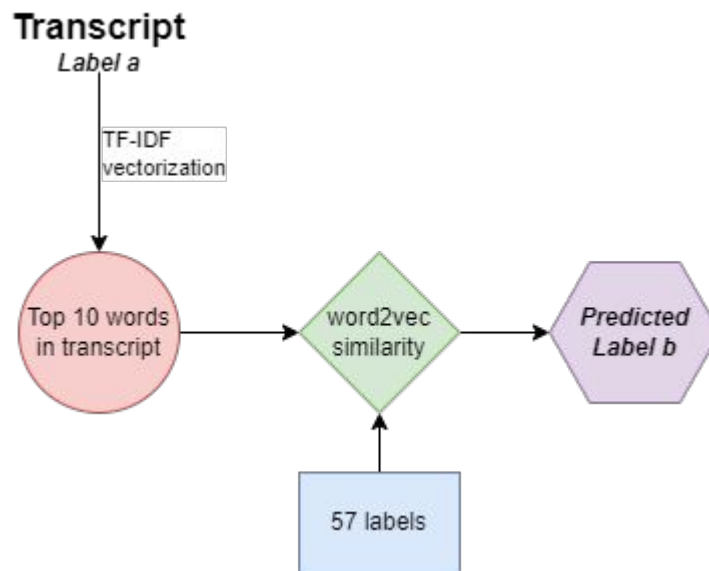 Transcript
Label a
TF-IDF
vectorization
Top 10 words
in transcript
word2vec
similarity
Predicted
Label b
57 labels